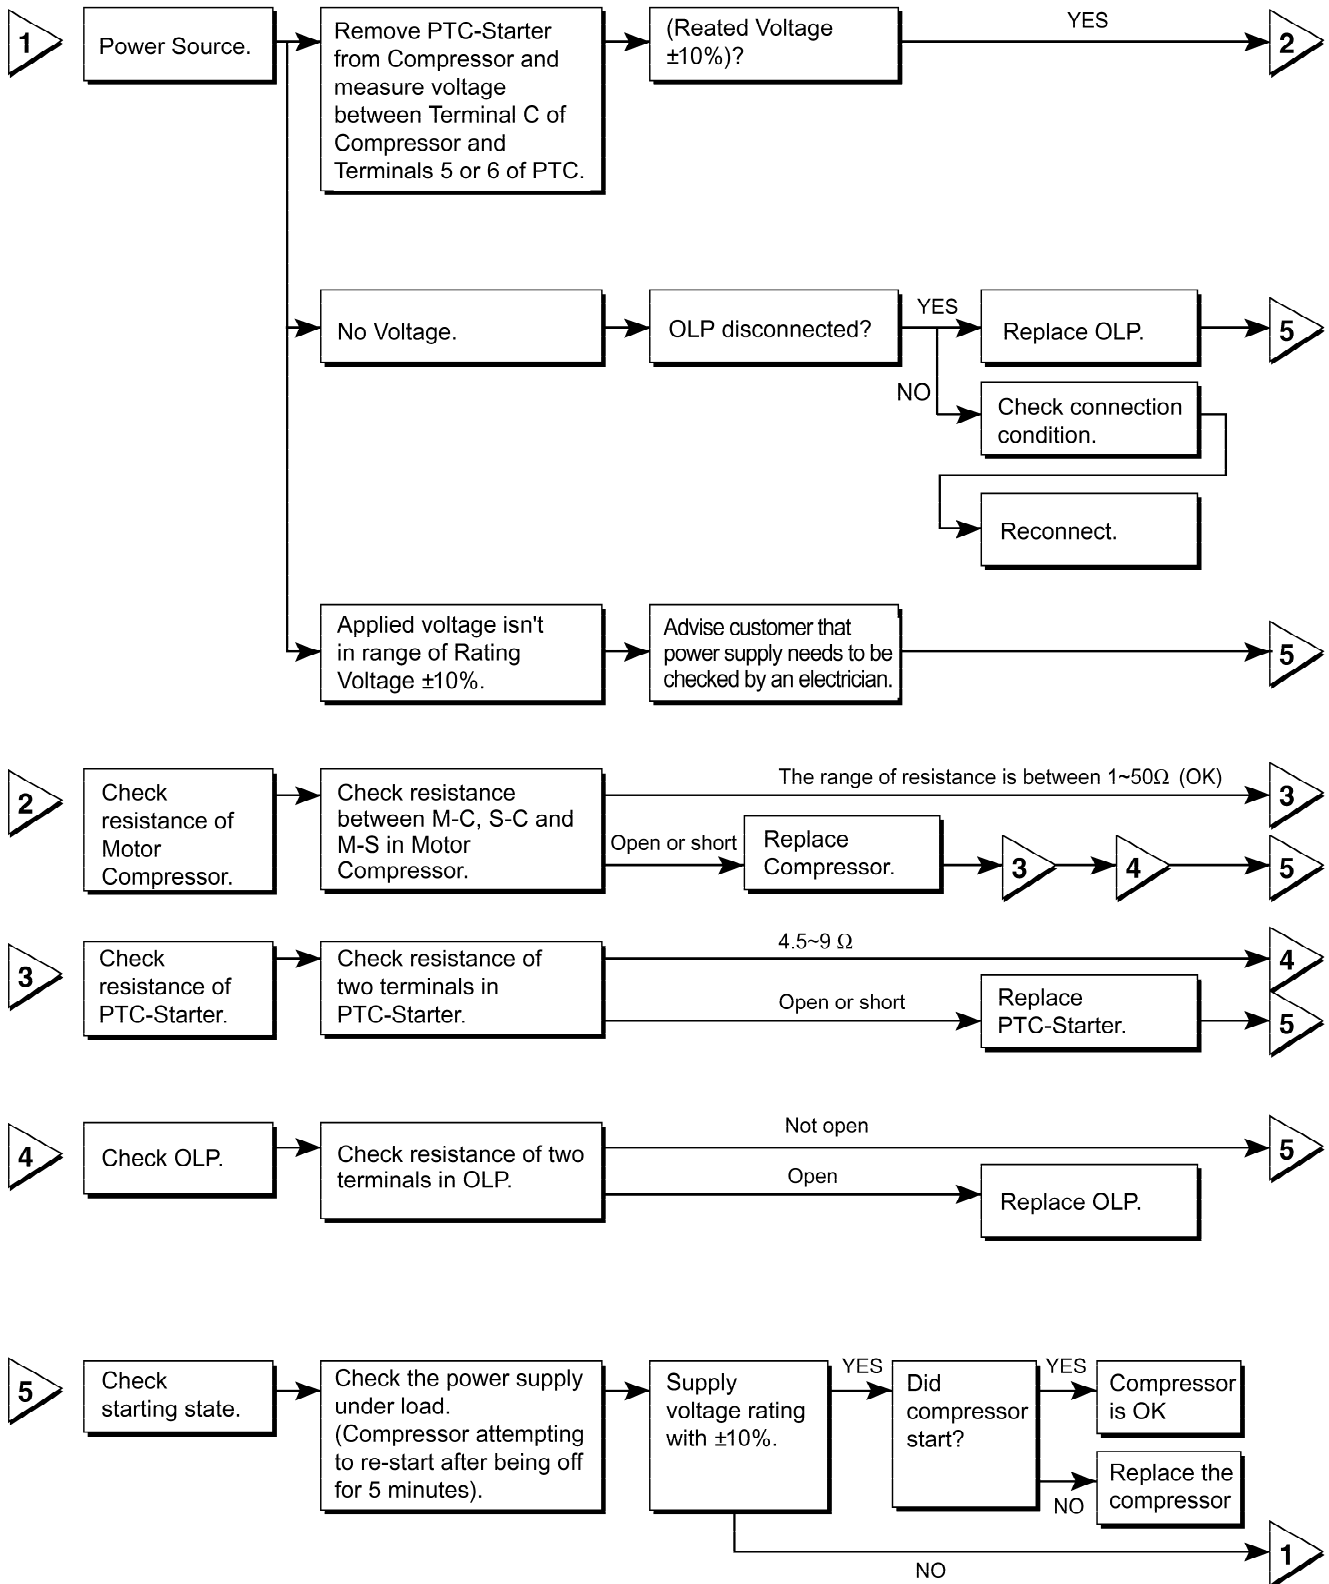 1
Power Source.
Remove PTC-Starter
from Compressor and
measure voltage
between Terminal C of
Compressor and
Terminals 5 or 6 of PTC.
(Reated Voltage
±10%)?
YES
2
No Voltage.
OLP disconnected?
YES
Replace OLP.
5
NO
Check connection
condition.
Reconnect.
Applied voltage isn't
in range of Rating
Voltage ±10%.
Advise customer that
power supply needs to be
checked by an electrician.
5
2
Check
resistance of
Motor
Compressor.
Check resistance
between M-C, S-C and
M-S in Motor
Compressor.
The range of resistance is between 1~50Ω (OK)
3
Open or short
Replace
Compressor.
3
4
5
3
Check
resistance of
PTC-Starter.
Check resistance of
two terminals in
PTC-Starter.
4.5~9 Ω
4
Open or short
Replace
PTC-Starter.
5
4
Check OLP.
Check resistance of two
terminals in OLP.
Not open
5
Open
Replace OLP.
5
Check
starting state.
Check the power supply
under load.
(Compressor attempting
to re-start after being off
for 5 minutes).
Supply
voltage rating
with ±10%.
YES
Did
compressor
start?
YES
Compressor
is OK
NO
Replace the
compressor
NO
1